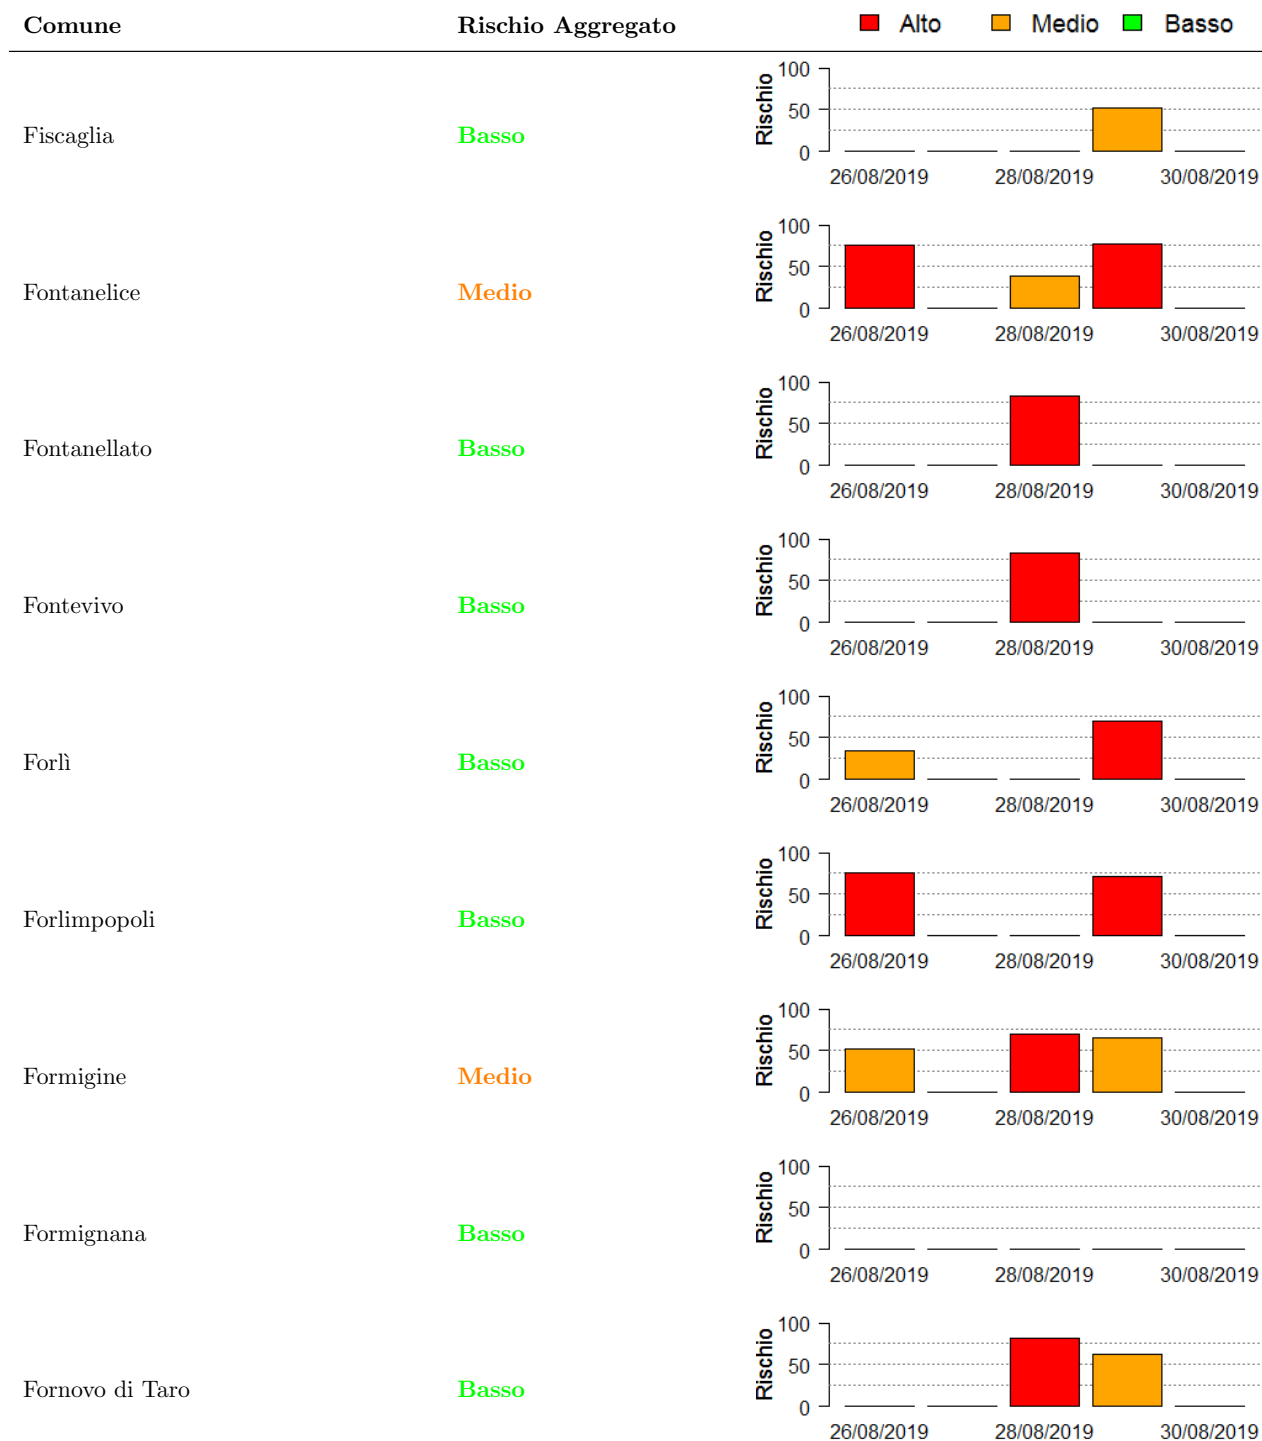 Comune Rischio Aggregato Alto Medio Basso
Fiscaglia Basso
Rischio
100
50
0
26/08/2019 28/08/2019 30/08/2019
Fontanelice Medio
Rischio
100
50
0
26/08/2019 28/08/2019 30/08/2019
Fontanellato Basso
Rischio
100
50
0
26/08/2019 28/08/2019 30/08/2019
Fontevivo Basso
Rischio
100
50
0
26/08/2019 28/08/2019 30/08/2019
Forlì Basso
Rischio
100
50
0
26/08/2019 28/08/2019 30/08/2019
Forlimpopoli Basso
Rischio
100
50
0
26/08/2019 28/08/2019 30/08/2019
Formigine Medio
Rischio
100
50
0
26/08/2019 28/08/2019 30/08/2019
Formignana Basso
Rischio
100
50
0
26/08/2019 28/08/2019 30/08/2019
Fornovo di Taro Basso
Rischio
100
50
0
26/08/2019 28/08/2019 30/08/2019